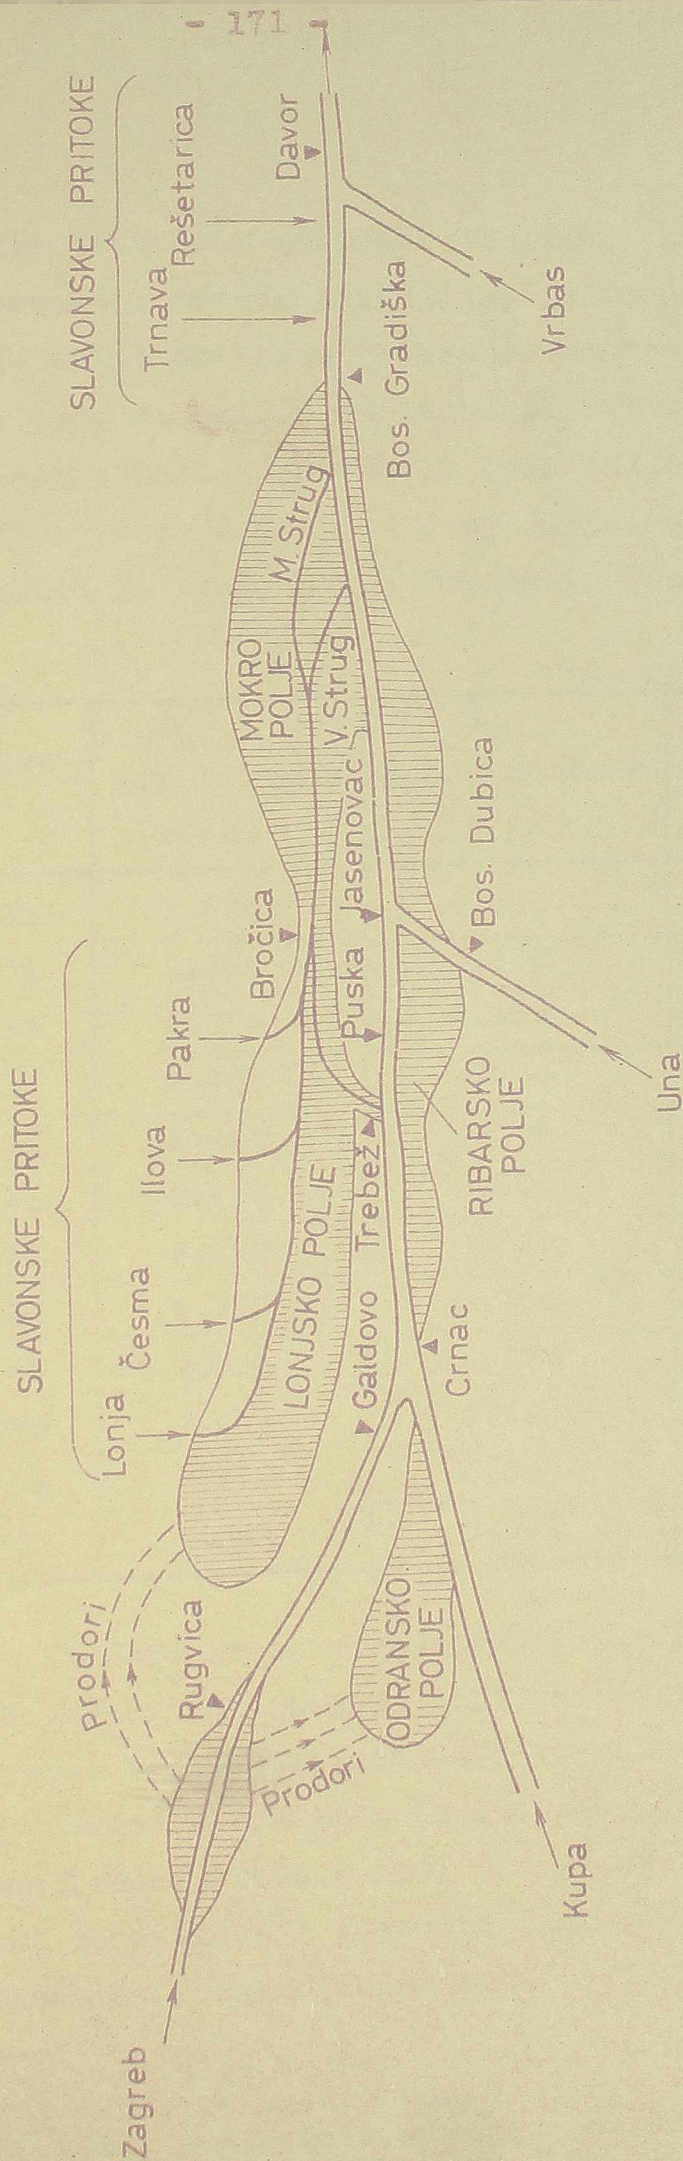 - 171 -
SLAVONSKE PRITOKE
SLAVONSKE PRITOKE
Lonja
Česma
Ilova
Pakra
Bročica
Trnava
Rešetarica
Davor
Prodori
Zagreb
Rugvica
Prodori
ODRANSKO
POLJE
Kupa
LONJSKO POLJE
Galdovo
Trebež
Puska
Jasenovac
V. Strug
M. Strug
MOKRO
POLJE
Crnac
RIBARSKO
POLJE
Una
Bos. Dubica
Bos. Gradiška
Vrbas